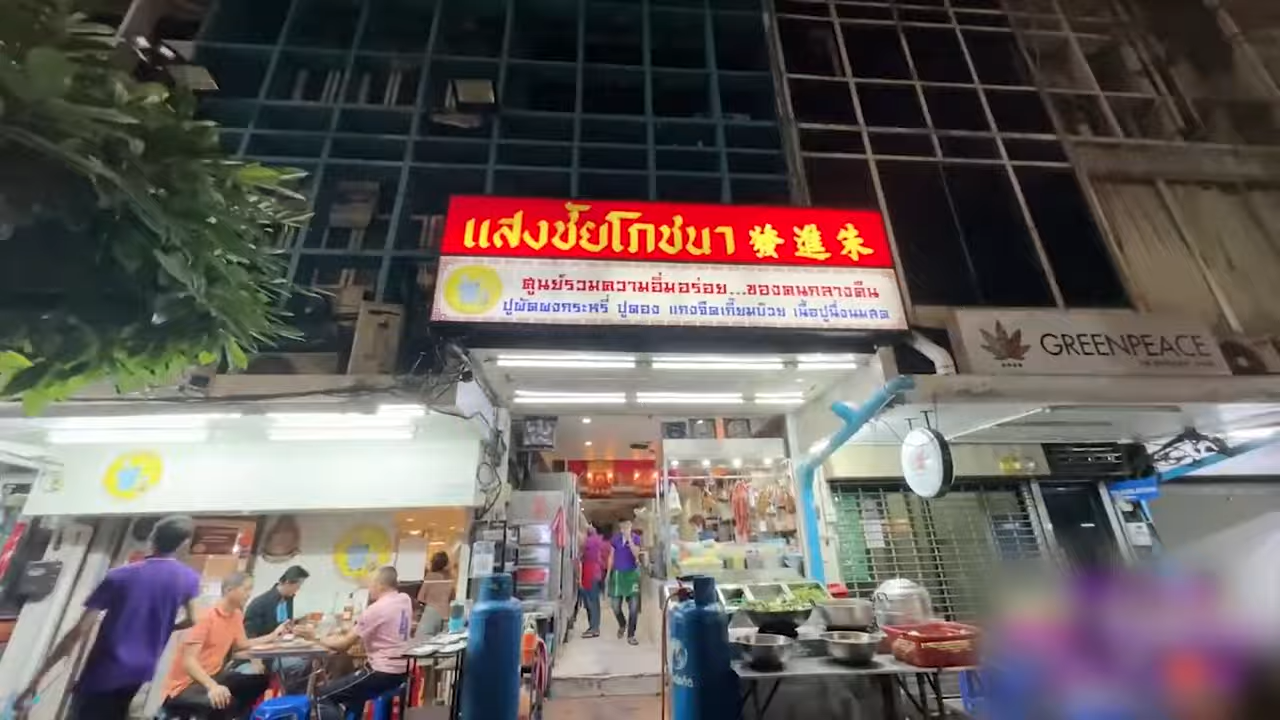 แสงชัยโภชนา 發進朱
ศูนย์รวมความอิ่มอร่อย...ของคนกลางคืน
ปูผัดผงกะหรี่ ปูดอง แกงจืดเกี้ยมบ๊วย เนื้อปูนึ่งนมสด
GREENPEACE